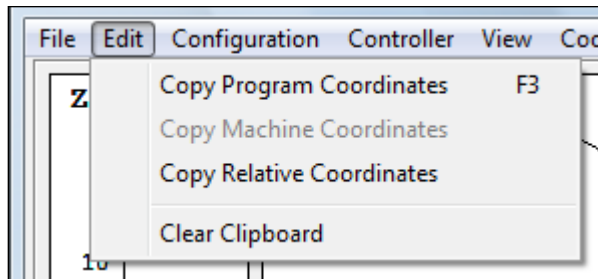 File Edit Configuration Controller View
Z
Copy Program Coordinates F3
Copy Machine Coordinates
Copy Relative Coordinates
Clear Clipboard